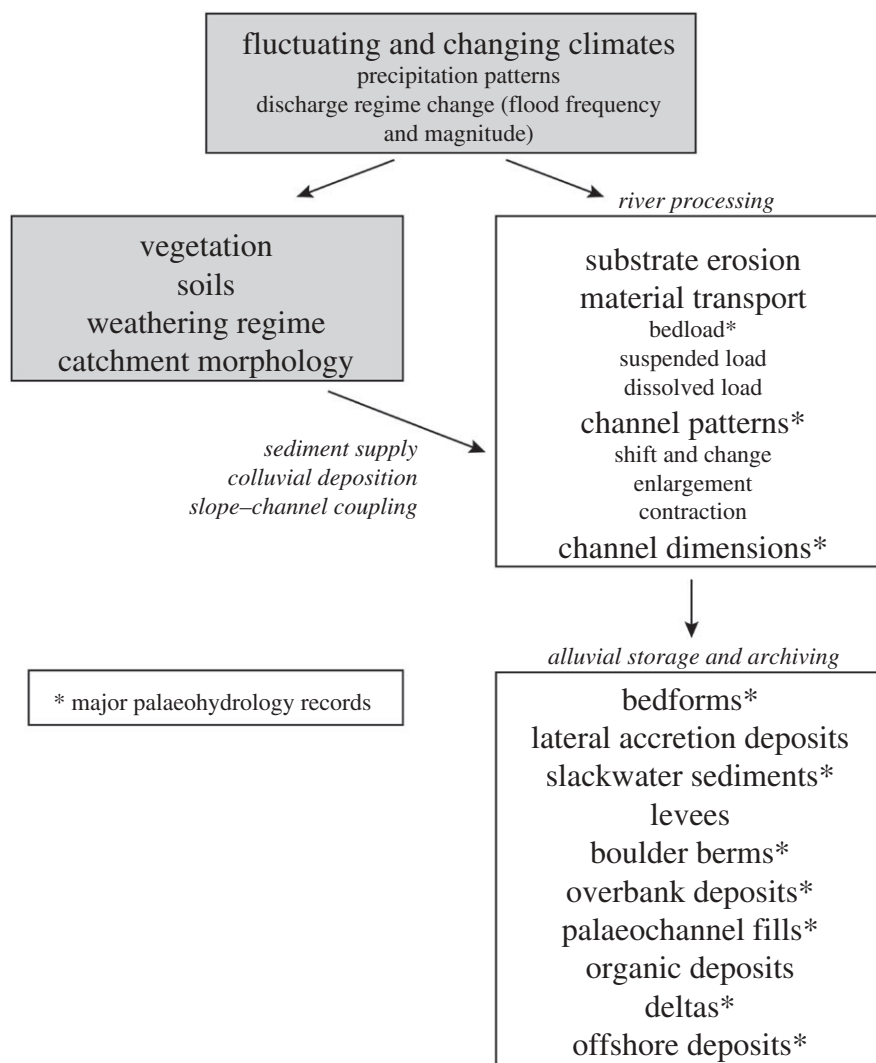 fluctuating and changing climates
precipitation patterns
discharge regime change (flood frequency
and magnitude)
vegetation
soils
weathering regime
catchment morphology
sediment supply
colluvial deposition
slope–channel coupling
river processing
substrate erosion
material transport
bedload*
suspended load
dissolved load
channel patterns*
shift and change
enlargement
contraction
channel dimensions*
* major palaeohydrology records
alluvial storage and archiving
bedforms*
lateral accretion deposits
slackwater sediments*
levees
boulder berms*
overbank deposits*
palaeochannel fills*
organic deposits
deltas*
offshore deposits*